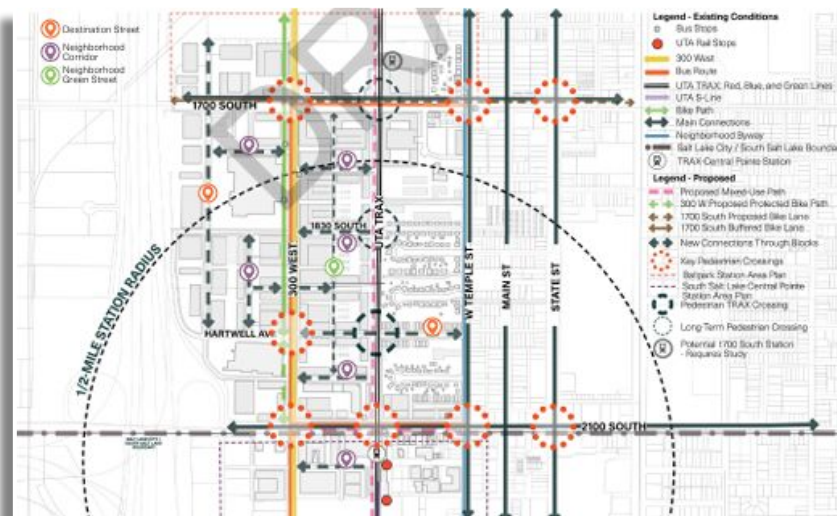 Destination Street
Neighborhood
Corridor
Neighborhood
Green Street
DR
1700 SOUTH
1830 SOUTH
UTA TRAX
300 WEST
W TEMPLE ST
MAIN ST
STATE ST
1/2-MILE STATION RADIUS
HARTWELL AV
2100 SOUTH
Legend - Existing Conditions
Bus Stops
UTA Rail Stops
300 West
Bus Route
UTA TRAX: Red, Blue, and Green Lines
UTA S-Line
Bike Path
Main Connections
Neighborhood Byway
Salt Lake City / South Salt Lake Bounda
TRAX-Central Pointe Station
Legend - Proposed
Proposed Mixed-Use Path
300 W Proposed Protected Bike Path
1700 South Proposed Bike Lane
1700 South Buffered Bike Lane
New Connections Through Blocks
Key Pedestrian Crossings
Ballpark Station Area Plan
South Salt Lake Central Pointe
Station Area Plan
Pedestrian TRAX Crossing
Long-Term Pedestrian Crossing
Potential 1700 South Station
- Requires Study